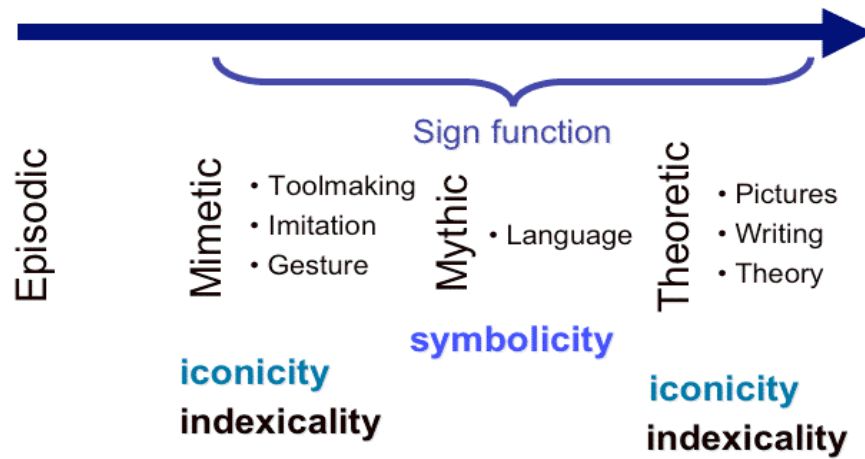 Sign function
Episodic
Mimetic
• Toolmaking
• Imitation
• Gesture
Mythic
• Language
Theoretic
• Pictures
• Writing
• Theory
symbolicity
iconicity
indexicality
iconicity
indexicality